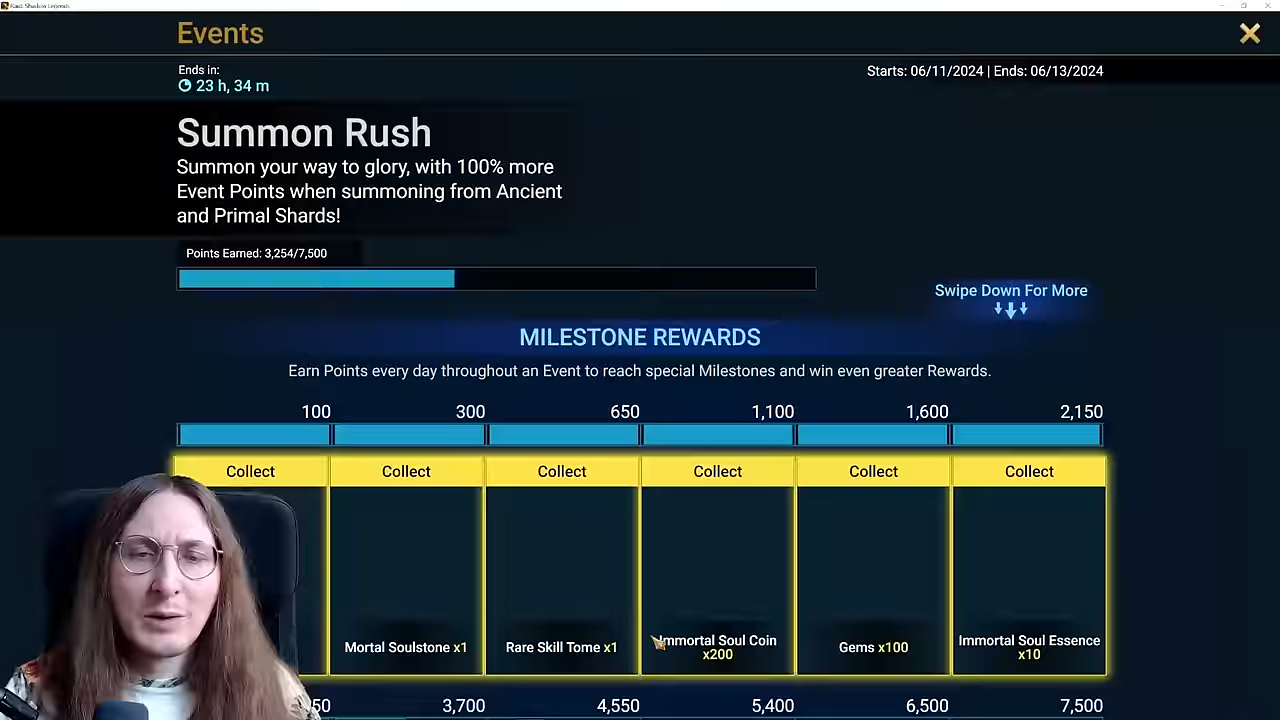 Raid: Shadow Legends
Events
Ends in:
23 h, 34 m
Starts: 06/11/2024 | Ends: 06/13/2024
Summon Rush
Summon your way to glory, with 100% more
Event Points when summoning from Ancient
and Primal Shards!
Points Earned: 3,254/7,500
Swipe Down For More
MILESTONE REWARDS
Earn Points every day throughout an Event to reach special Milestones and win even greater Rewards.
100 300 650 1,100 1,600 2,150
Collect Collect Collect Collect Collect Collect
Mortal Soulstone x1 Rare Skill Tome x1 Immortal Soul Coin x200 Gems x100 Immortal Soul Essence x10
50 3,700 4,550 5,400 6,500 7,500